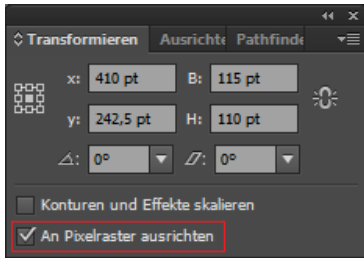 Transformieren Ausrichte Pathfinde
x: 410 pt B: 115 pt
y: 242,5 pt H: 110 pt
0° 0°
Konturen und Effekte skalieren
An Pixelraster ausrichten